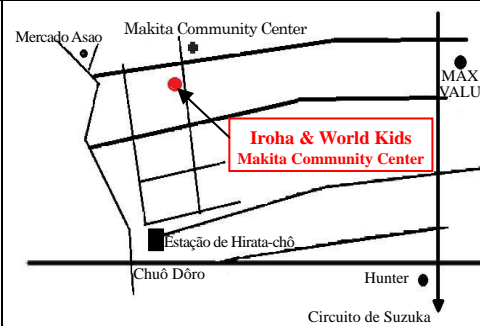 Mercado Asao
Makita Community Center
MAX
VALU
Iroha & World Kids
Makita Community Center
Estação de Hirata-chô
Chuô Dôro
Hunter
Circuito de Suzuka